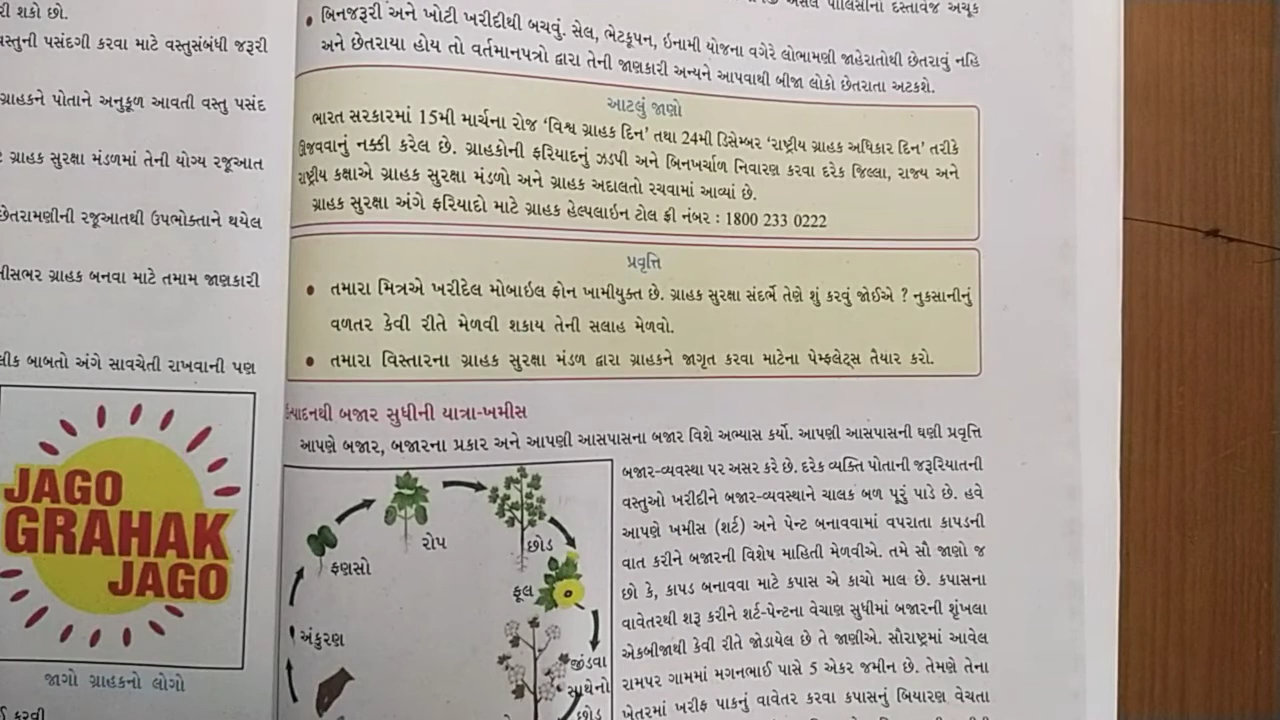 રી શકો છો.
વસ્તુની પસંદગી કરવા માટે વસ્તુસંબંધી જરૂરી
ગ્રાહકને પોતાને અનુકૂળ આવતી વસ્તુ પસંદ
ગ્રાહક સુરક્ષા મંડળમાં તેની યોગ્ય રજૂઆત
છેતરામણીની રજૂઆતથી ઉપભોક્તાને થયેલ
ગ્રાહક બનવા માટે તમામ જાણકારી
બાબતો અંગે સાવચેતી રાખવાની પણ
JAGO
GRAHAK
JAGO
જાગો ગ્રાહકનો લોગો
કરવી
અસલ પોલિસીનો દસ્તાવેજ અચૂક
• બિનજરૂરી અને ખોટી ખરીદીથી બચવું. સેલ, ભેટકૂપન, ઇનામી યોજના વગેરે લોભામણી જાહેરાતોથી છેતરાવું નહિ
અને છેતરાયા હોય તો વર્તમાનપત્રો દ્વારા તેની જાણકારી અન્યને આપવાથી બીજા લોકો છેતરાતા અટકશે.
આટલું જાણો
ભારત સરકારમાં 15મી માર્ચના રોજ ‘વિશ્વ ગ્રાહક દિન’ તથા 24મી ડિસેમ્બર ‘રાષ્ટ્રીય ગ્રાહક અધિકાર દિન’ તરીકે
ઊજવવાનું નક્કી કરેલ છે. ગ્રાહકોની ફરિયાદનું ઝડપી અને બિનખર્ચાળ નિવારણ કરવા દરેક જિલ્લા, રાજ્ય અને
રાષ્ટ્રીય કક્ષાએ ગ્રાહક સુરક્ષા મંડળો અને ગ્રાહક અદાલતો રચવામાં આવ્યાં છે.
ગ્રાહક સુરક્ષા અંગે ફરિયાદો માટે ગ્રાહક હેલ્પલાઇન ટોલ ફ્રી નંબર : 1800 233 0222
પ્રવૃત્તિ
• તમારા મિત્રએ ખરીદેલ મોબાઇલ ફોન ખામીયુક્ત છે. ગ્રાહક સુરક્ષા સંદર્ભે તેણે શું કરવું જોઈએ ? નુકસાનીનું
વળતર કેવી રીતે મેળવી શકાય તેની સલાહ મેળવો.
• તમારા વિસ્તારના ગ્રાહક સુરક્ષા મંડળ દ્વારા ગ્રાહકને જાગૃત કરવા માટેના પેમ્ફલેટ્સ તૈયાર કરો.
બજાર સુધીની યાત્રા-ખમીસ
આપણે બજાર, બજારના પ્રકાર અને આપણી આસપાસના બજાર વિશે અભ્યાસ કર્યો. આપણી આસપાસની ઘણી પ્રવૃત્તિ
બજાર-વ્યવસ્થા પર અસર કરે છે. દરેક વ્યક્તિ પોતાની જરૂરિયાતની
વસ્તુઓ ખરીદીને બજાર-વ્યવસ્થાને ચાલક બળ પૂરું પાડે છે. હવે
આપણે ખમીસ (શર્ટ) અને પેન્ટ બનાવવામાં વપરાતા કાપડની
વાત કરીને બજારની વિશેષ માહિતી મેળવીએ. તમે સૌ જાણો જ
છો કે, કાપડ બનાવવા માટે કપાસ એ કાચો માલ છે. કપાસના
વાવેતરથી શરૂ કરીને શર્ટ-પેન્ટના વેચાણ સુધીમાં બજારની શૃંખલા
એકબીજાથી કેવી રીતે જોડાયેલ છે તે જાણીએ. સૌરાષ્ટ્રમાં આવેલ
રામપર ગામમાં મગનભાઈ પાસે 5 એકર જમીન છે. તેમણે તેના
ખેતરમાં ખરીફ પાકનું વાવેતર કરવા કપાસનું બિયારણ વેચતા
રોપ
છોડ
ફણસો
ફૂલ
અંકુરણ
જીંડવા
સાથેનો
છોડ